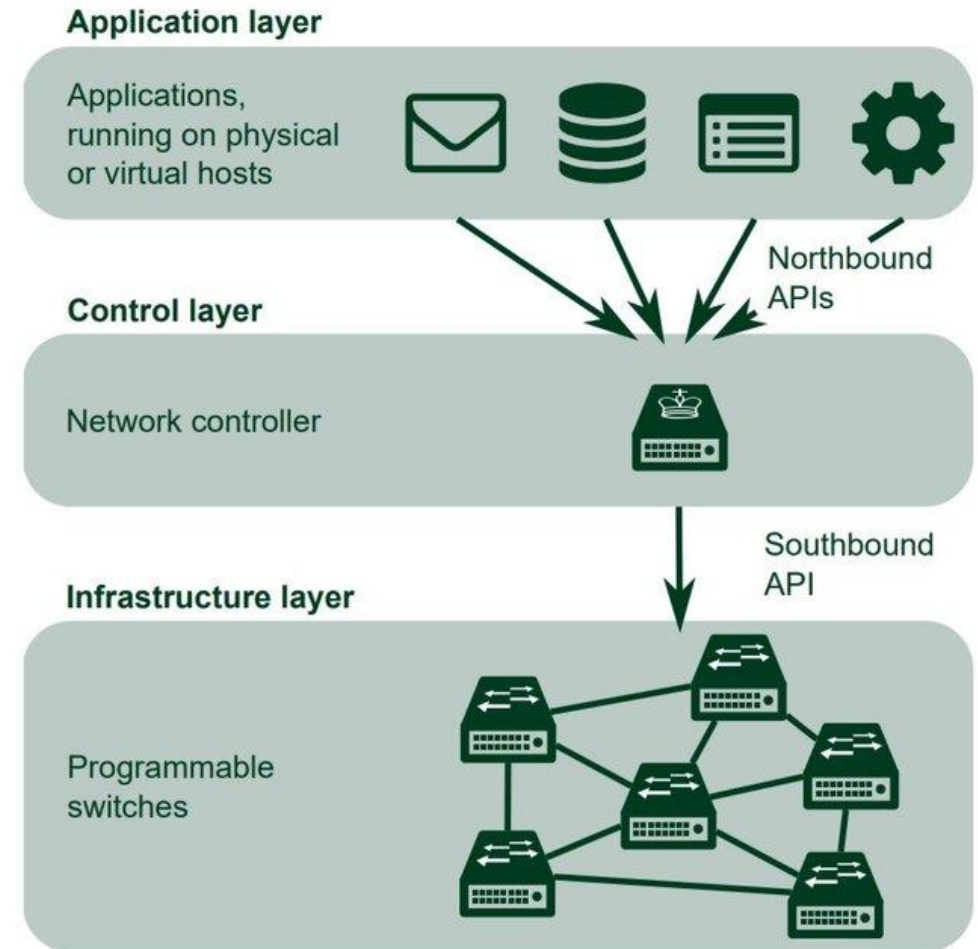 Application layer
Applications,
running on physical
or virtual hosts
Northbound
APIs
Control layer
Network controller
Southbound
API
Infrastructure layer
Programmable
switches